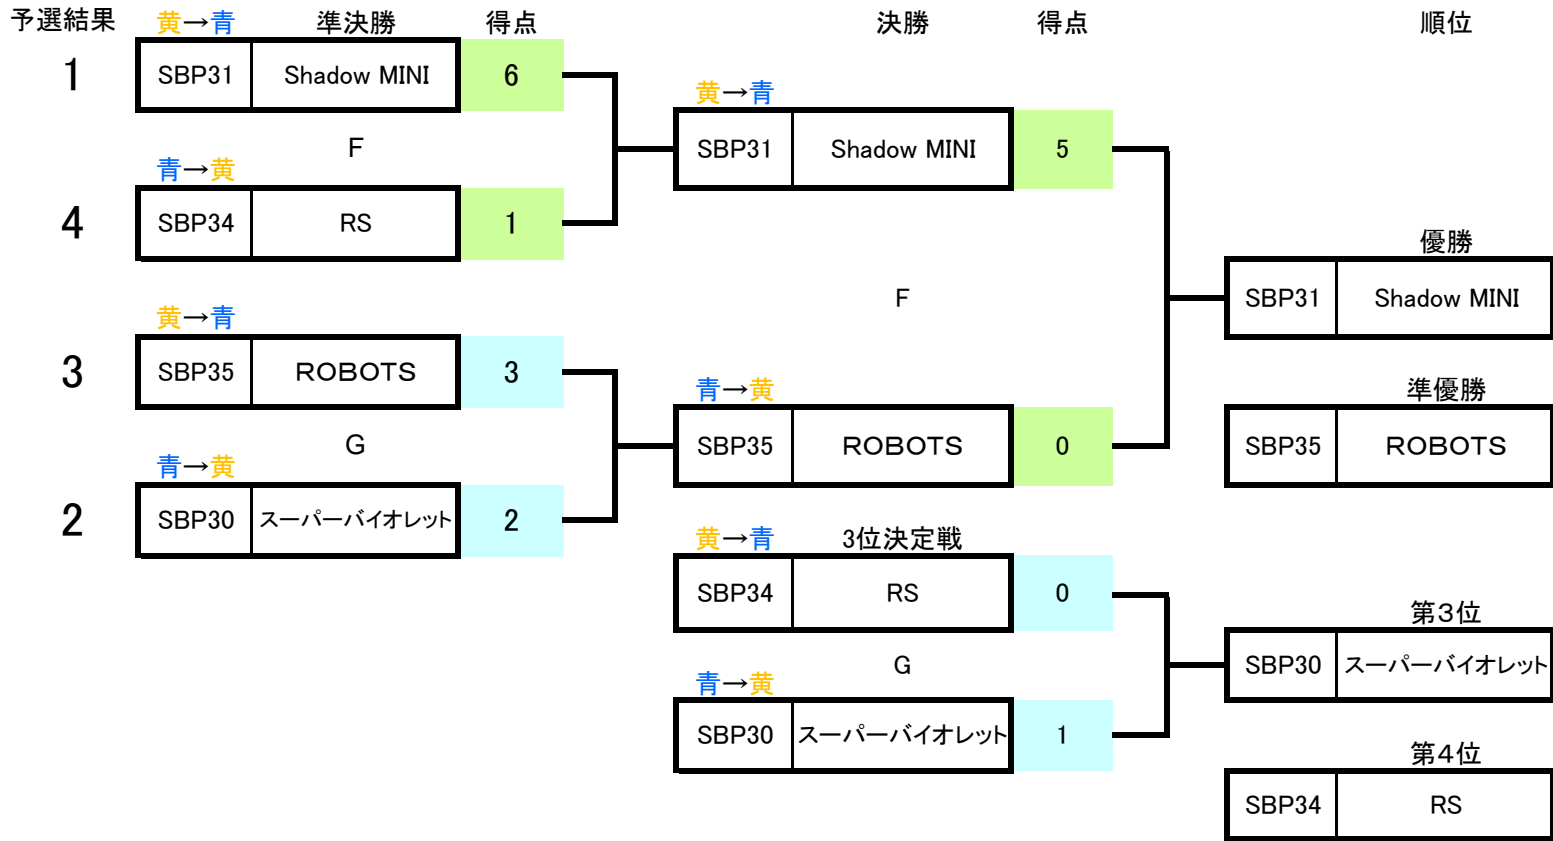 予選結果 黄→青 準決勝 得点 決勝 得点 順位
1 SBP31 Shadow MINI 6
黄→青
F SBP31 Shadow MINI 5
青→黄
4 SBP34 RS 1
優勝
F SBP31 Shadow MINI
黄→青
3 SBP35 ＲＯＢＯＴＳ 3
青→黄 準優勝
G SBP35 ＲＯＢＯＴＳ 0 SBP35 ＲＯＢＯＴＳ
青→黄
2 SBP30 スーパーバイオレット 2
黄→青 3位決定戦
SBP34 RS 0
第３位
G SBP30 スーパーバイオレット
青→黄
SBP30 スーパーバイオレット 1
第４位
SBP34 RS